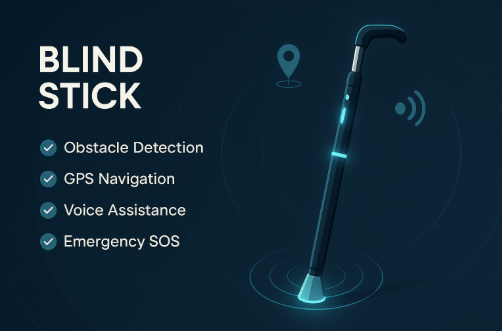 BLIND
STICK
Obstacle Detection
GPS Navigation
Voice Assistance
Emergency SOS